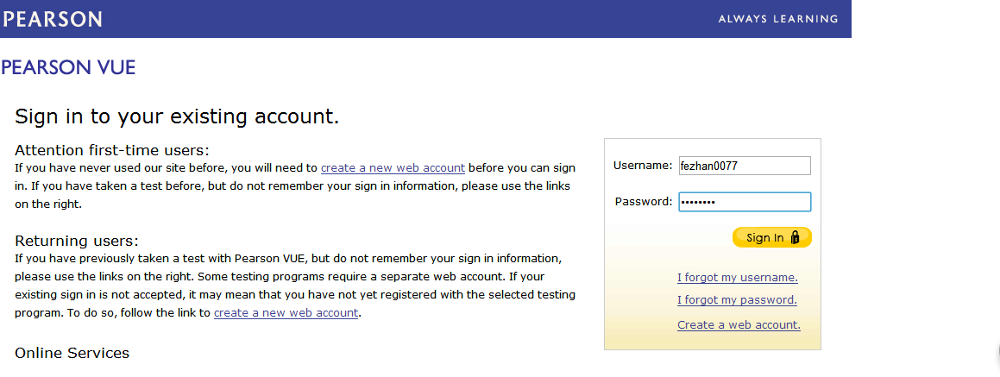 PEARSON
ALWAYS LEARNING
PEARSON VUE
Sign in to your existing account.
Attention first-time users:
If you have never used our site before, you will need to create a new web account before you can sign
in. If you have taken a test before, but do not remember your sign in information, please use the links
on the right.
Returning users:
If you have previously taken a test with Pearson VUE, but do not remember your sign in information,
please use the links on the right. Some testing programs require a separate web account. If your
existing sign in is not accepted, it may mean that you have not yet registered with the selected testing
program. To do so, follow the link to create a new web account.
Online Services
Username: fezhan0077
Password: ••••••••
Sign In
I forgot my username.
I forgot my password.
Create a web account.